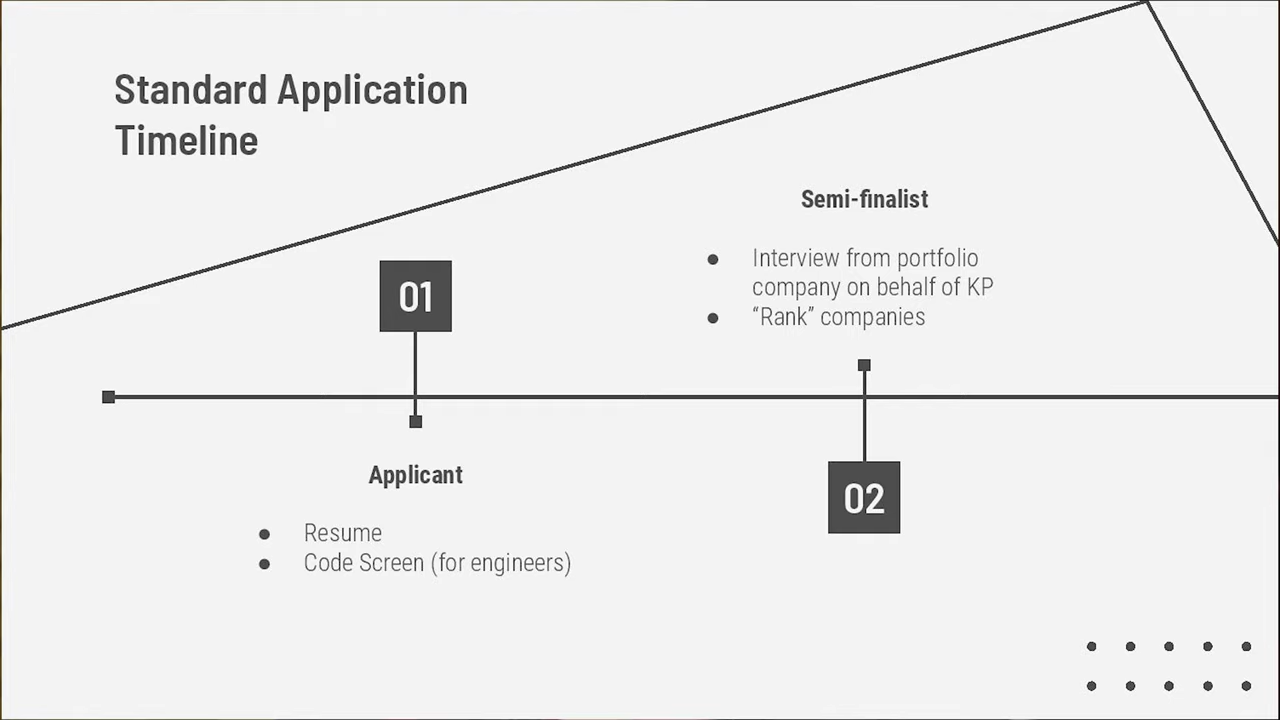 Standard Application
Timeline
01
Applicant
● Resume
● Code Screen (for engineers)
Semi-finalist
● Interview from portfolio
company on behalf of KP
● “Rank” companies
02